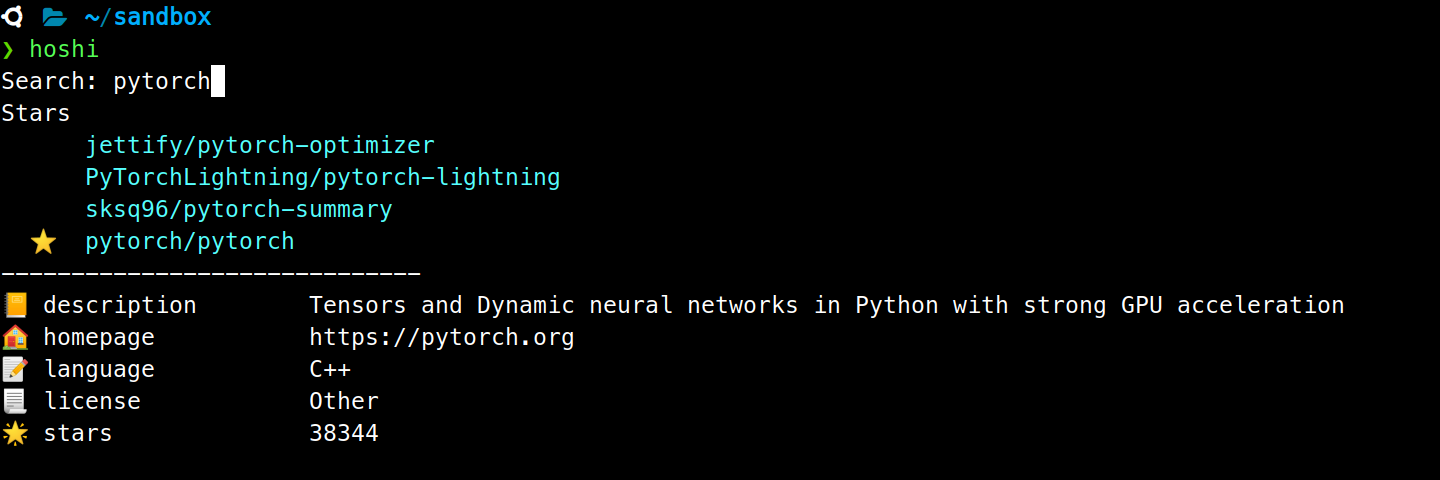 ~/sandbox
❯ hoshi
Search: pytorch
Stars
jettify/pytorch-optimizer
PyTorchLightning/pytorch-lightning
sksq96/pytorch-summary
⭐ pytorch/pytorch
------------------------------
📒 description Tensors and Dynamic neural networks in Python with strong GPU acceleration
🏠 homepage https://pytorch.org
📝 language C++
📃 license Other
🌟 stars 38344